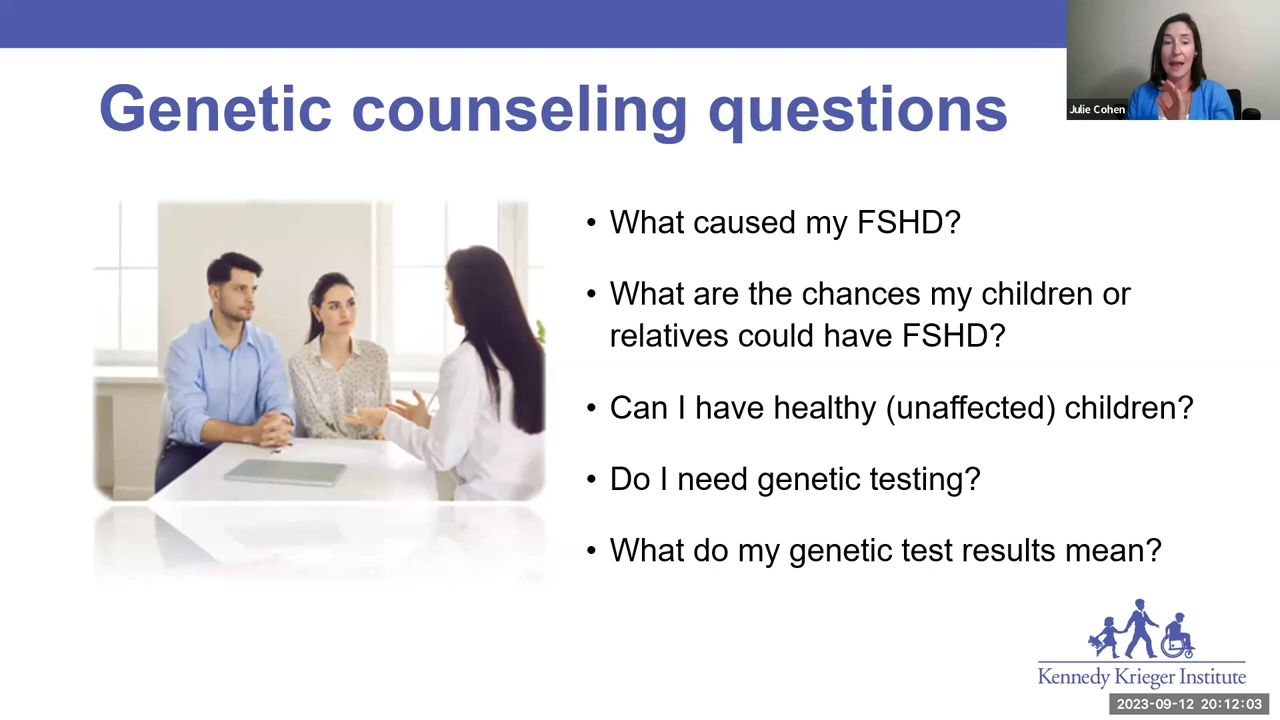 Julie Cohen
Genetic counseling questions
• What caused my FSHD?
• What are the chances my children or
relatives could have FSHD?
• Can I have healthy (unaffected) children?
• Do I need genetic testing?
• What do my genetic test results mean?
Kennedy Krieger Institute
2023-09-12 20:12:03